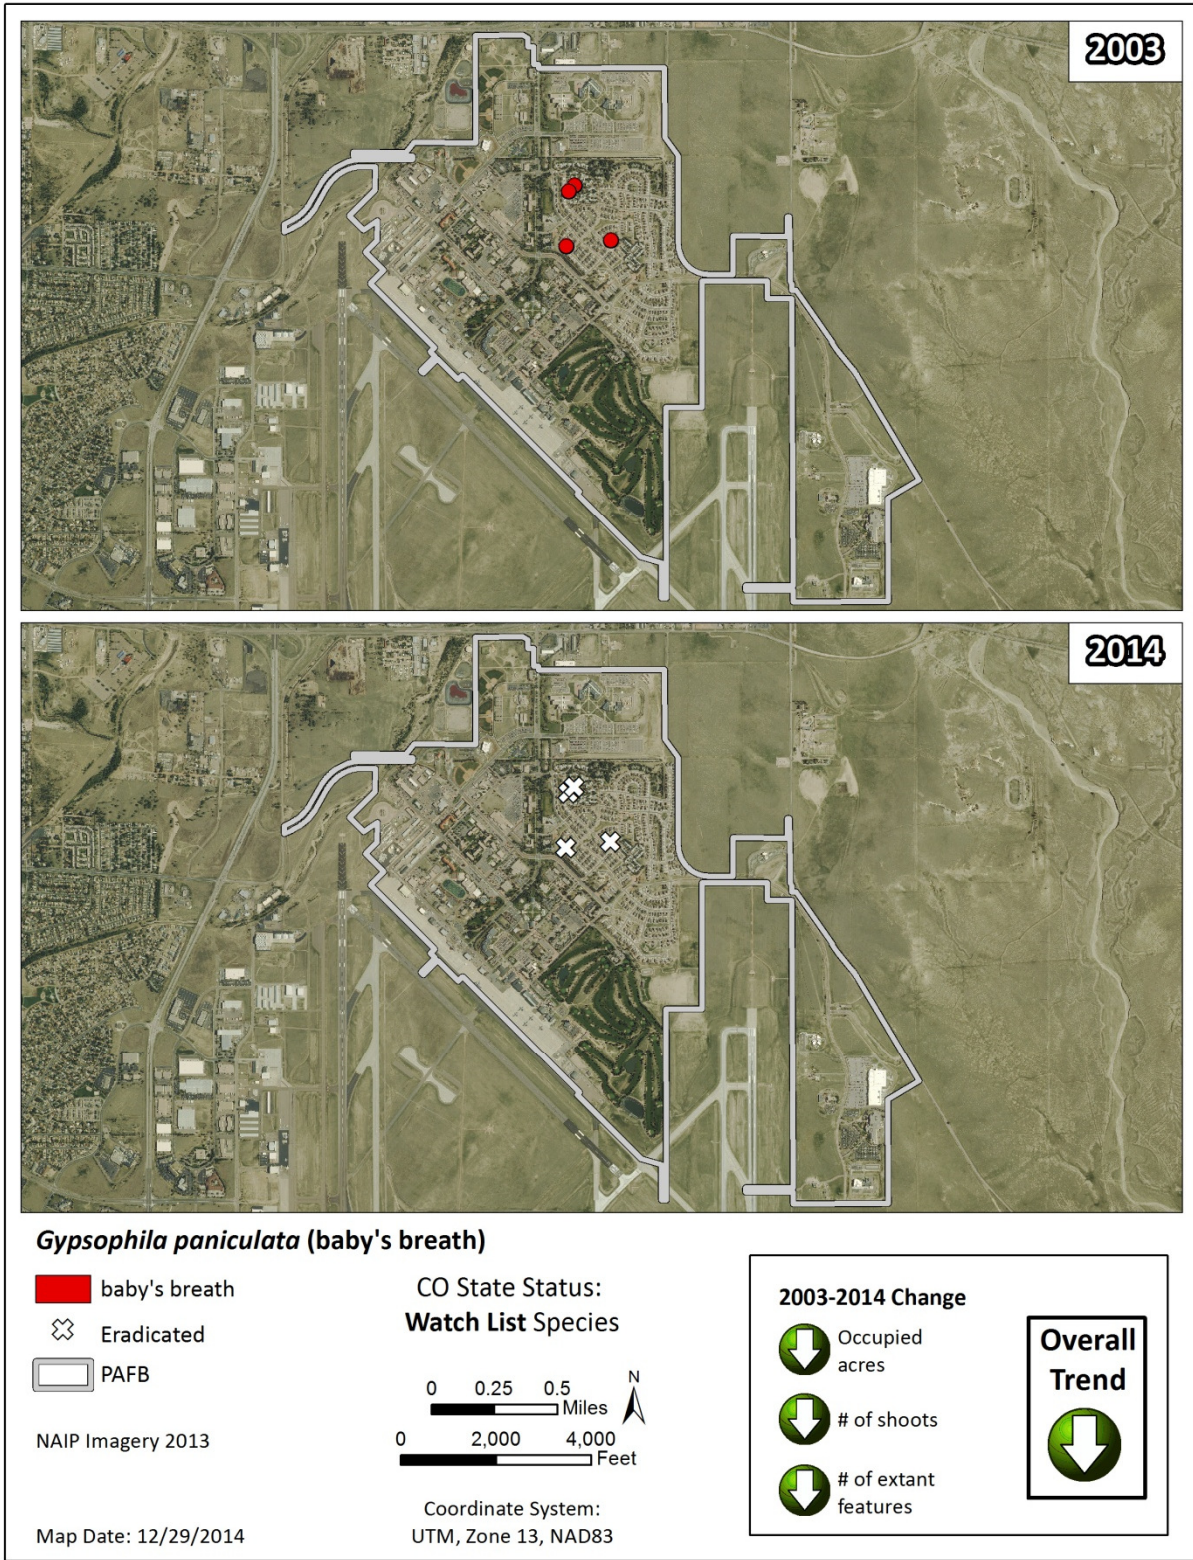 2003
2014
Gypsophila paniculata (baby's breath)
baby's breath
Eradicated
PAFB
NAIP Imagery 2013
Map Date: 12/29/2014
CO State Status:
Watch List Species
N
0 0.25 0.5
Miles
0 2,000 4,000
Feet
Coordinate System:
UTM, Zone 13, NAD83
2003-2014 Change
Occupied
acres
# of shoots
# of extant
features
Overall
Trend